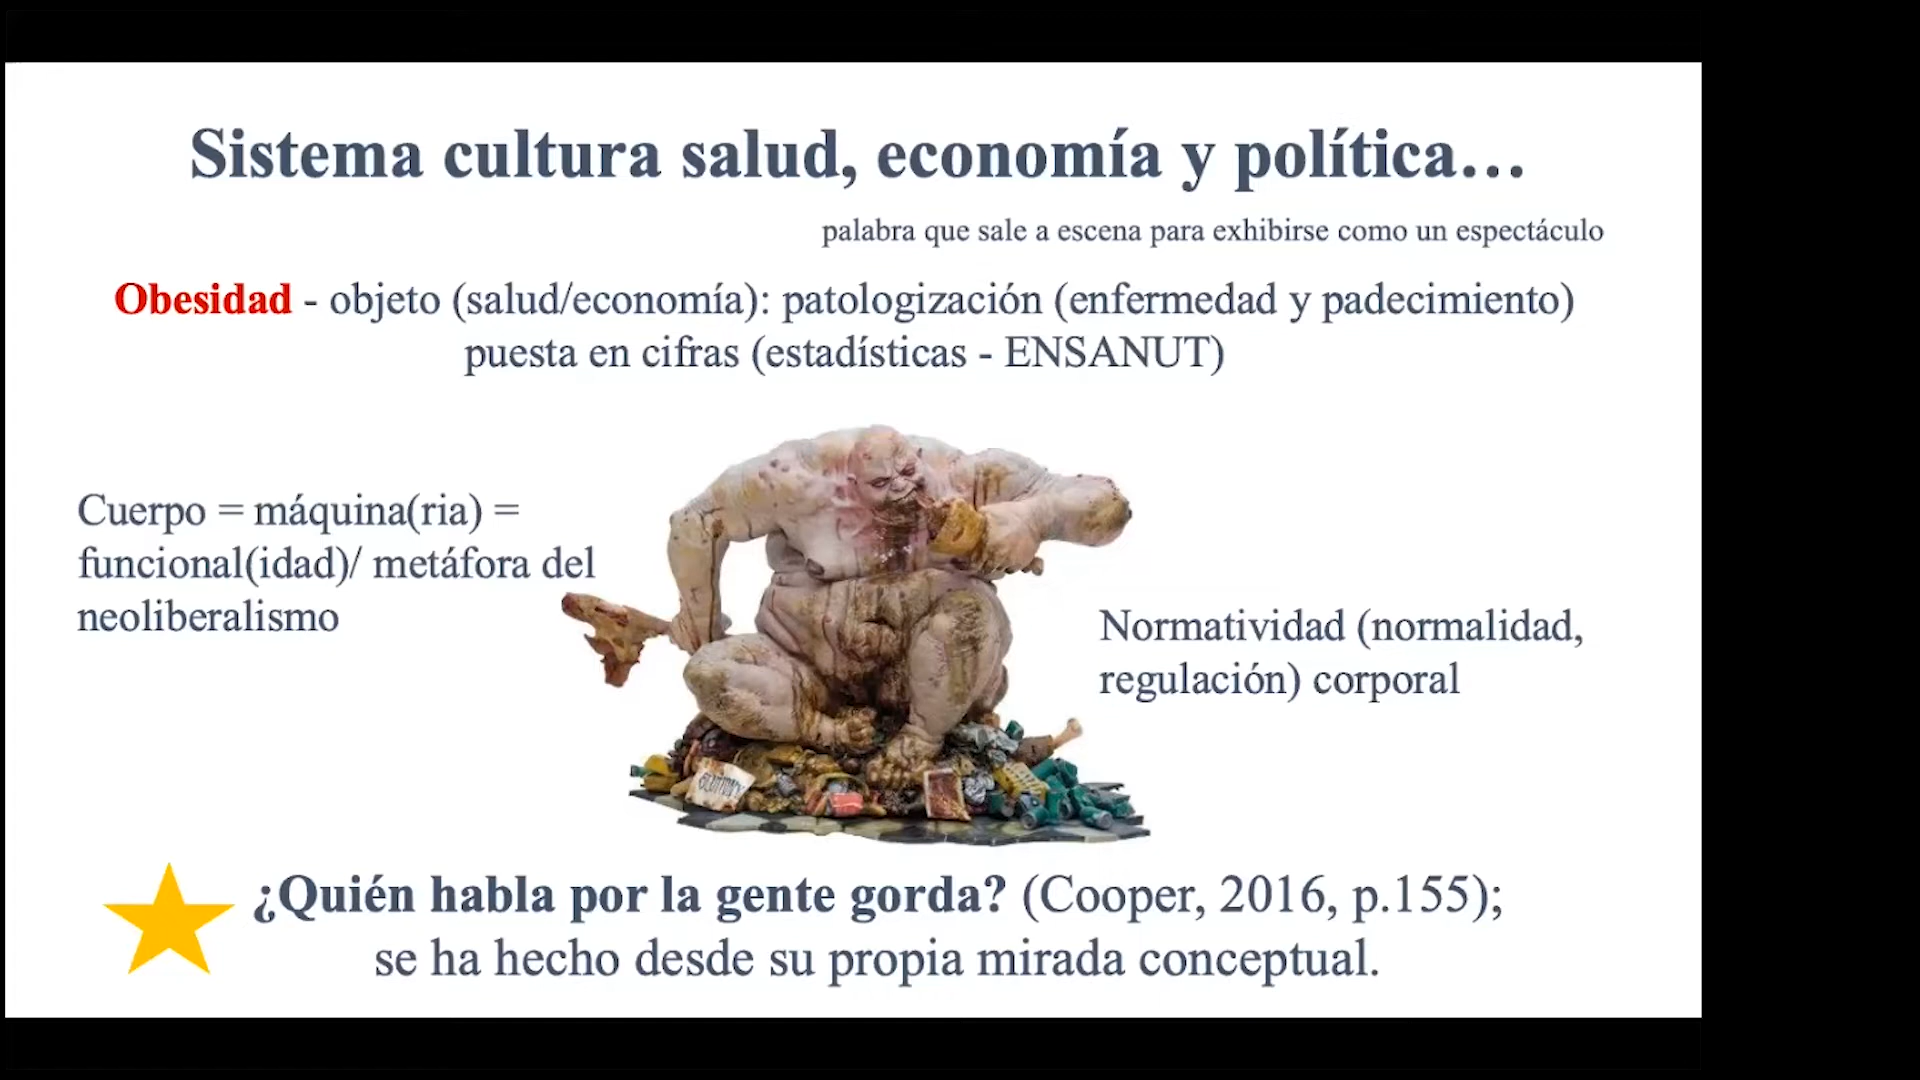 Sistema cultura salud, economía y política...
palabra que sale a escena para exhibirse como un espectáculo
Obesidad - objeto (salud/economía): patologización (enfermedad y padecimiento)
puesta en cifras (estadísticas - ENSANUT)
Cuerpo = máquina(ria) =
funcional(idad)/ metáfora del
neoliberalismo
Normatividad (normalidad,
regulación) corporal
GLUTTONY
¿Quién habla por la gente gorda? (Cooper, 2016, p.155);
se ha hecho desde su propia mirada conceptual.